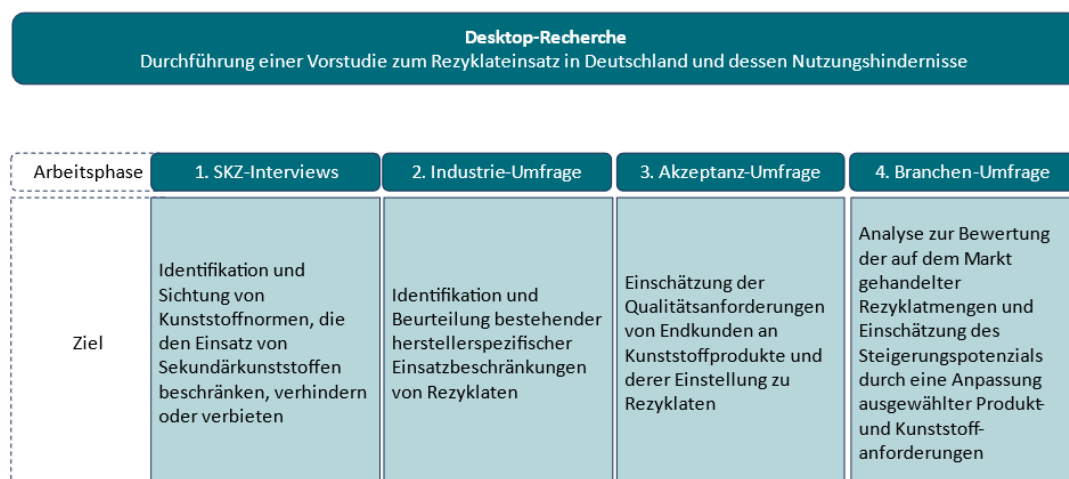 Desktop-Recherche
Durchführung einer Vorstudie zum Rezyklateinsatz in Deutschland und dessen Nutzungshindernisse
Arbeitsphase
1. SKZ-Interviews
2. Industrie-Umfrage
3. Akzeptanz-Umfrage
4. Branchen-Umfrage
Ziel
Identifikation und
Sichtung von
Kunststoffnormen, die
den Einsatz von
Sekundärkunststoffen
beschränken, verhindern
oder verbieten
Identifikation und
Beurteilung bestehender
herstellerspezifischer
Einsatzbeschränkungen
von Rezyklaten
Einschätzung der
Qualitätsanforderungen
von Endkunden an
Kunststoffprodukte und
derer Einstellung zu
Rezyklaten
Analyse zur Bewertung
der auf dem Markt
gehandelter
Rezyklatmengen und
Einschätzung des
Steigerungspotenzials
durch eine Anpassung
ausgewählter Produkt-
und Kunststoff-
anforderungen